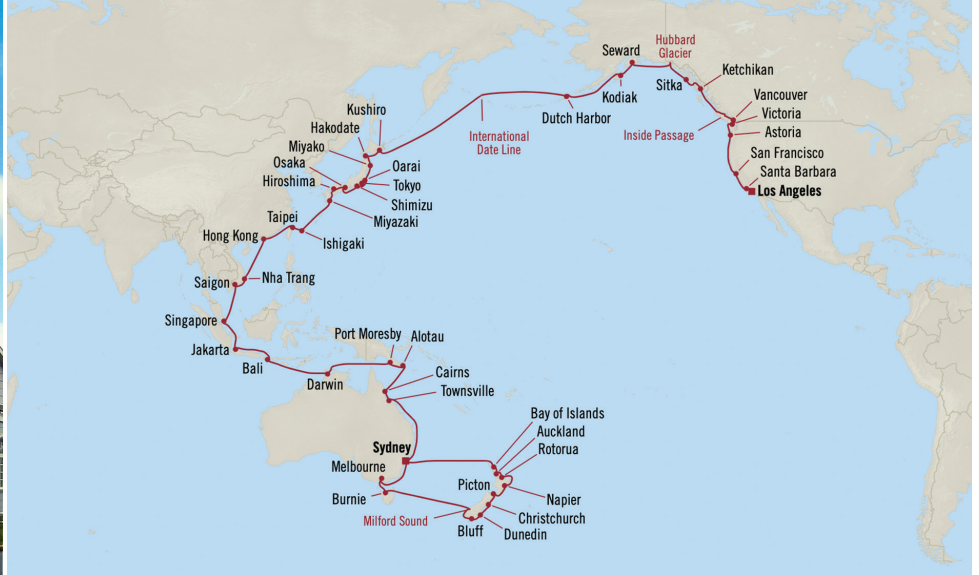 Hubbard
Glacier
Seward
Ketchikan
Sitka
Kodiak
Vancouver
Dutch Harbor
Victoria
Kushiro
Hakodate
International
Date Line
Inside Passage
Astoria
Miyako
San Francisco
Osaka
Oarai
Santa Barbara
Hiroshima
Tokyo
Los Angeles
Shimizu
Miyazaki
Taipei
Hong Kong
Ishigaki
Nha Trang
Saigon
Singapore
Port Moresby
Alotau
Jakarta
Bali
Cairns
Darwin
Townsville
Bay of Islands
Auckland
Sydney
Rotorua
Melbourne
Picton
Burnie
Napier
Milford Sound
Christchurch
Bluff
Dunedin